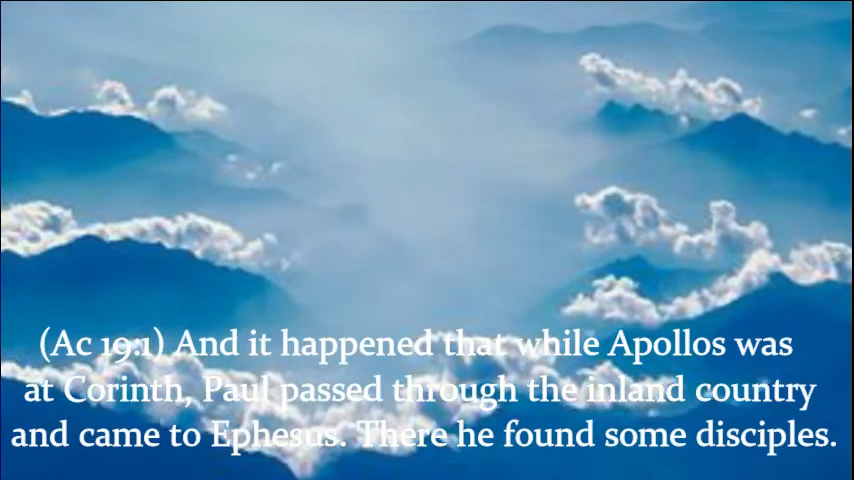 (Ac 19:1) And it happened that while Apollos was
at Corinth, Paul passed through the inland country
and came to Ephesus. There he found some disciples.